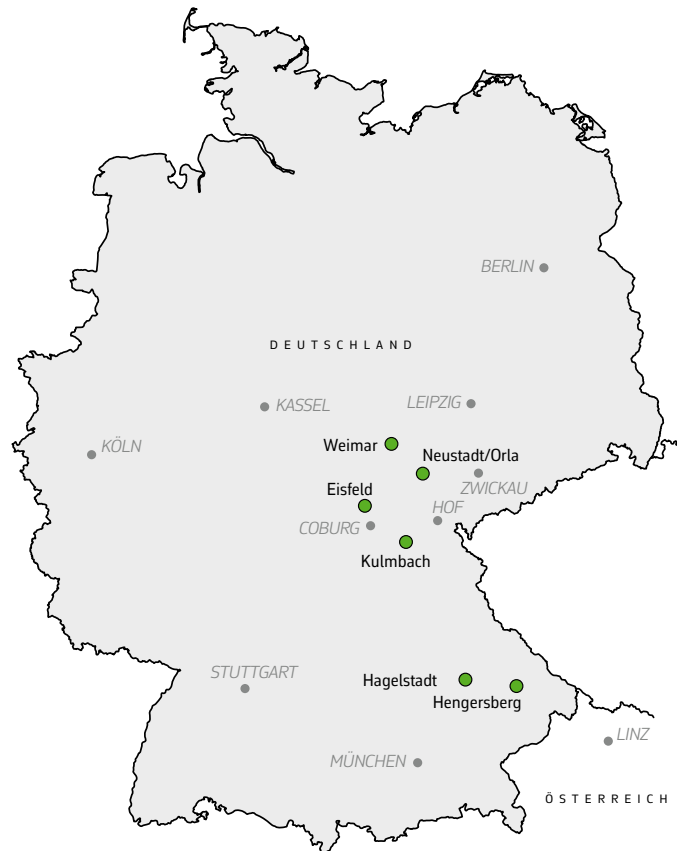 BERLIN
DEUTSCHLAND
KASSEL
LEIPZIG
KÖLN
Weimar
Neustadt/Orla
ZWICKAU
Eisfeld
HOF
COBURG
Kulmbach
STUTTGART
Hagelstadt
Hengersberg
LINZ
MÜNCHEN
ÖSTERREICH